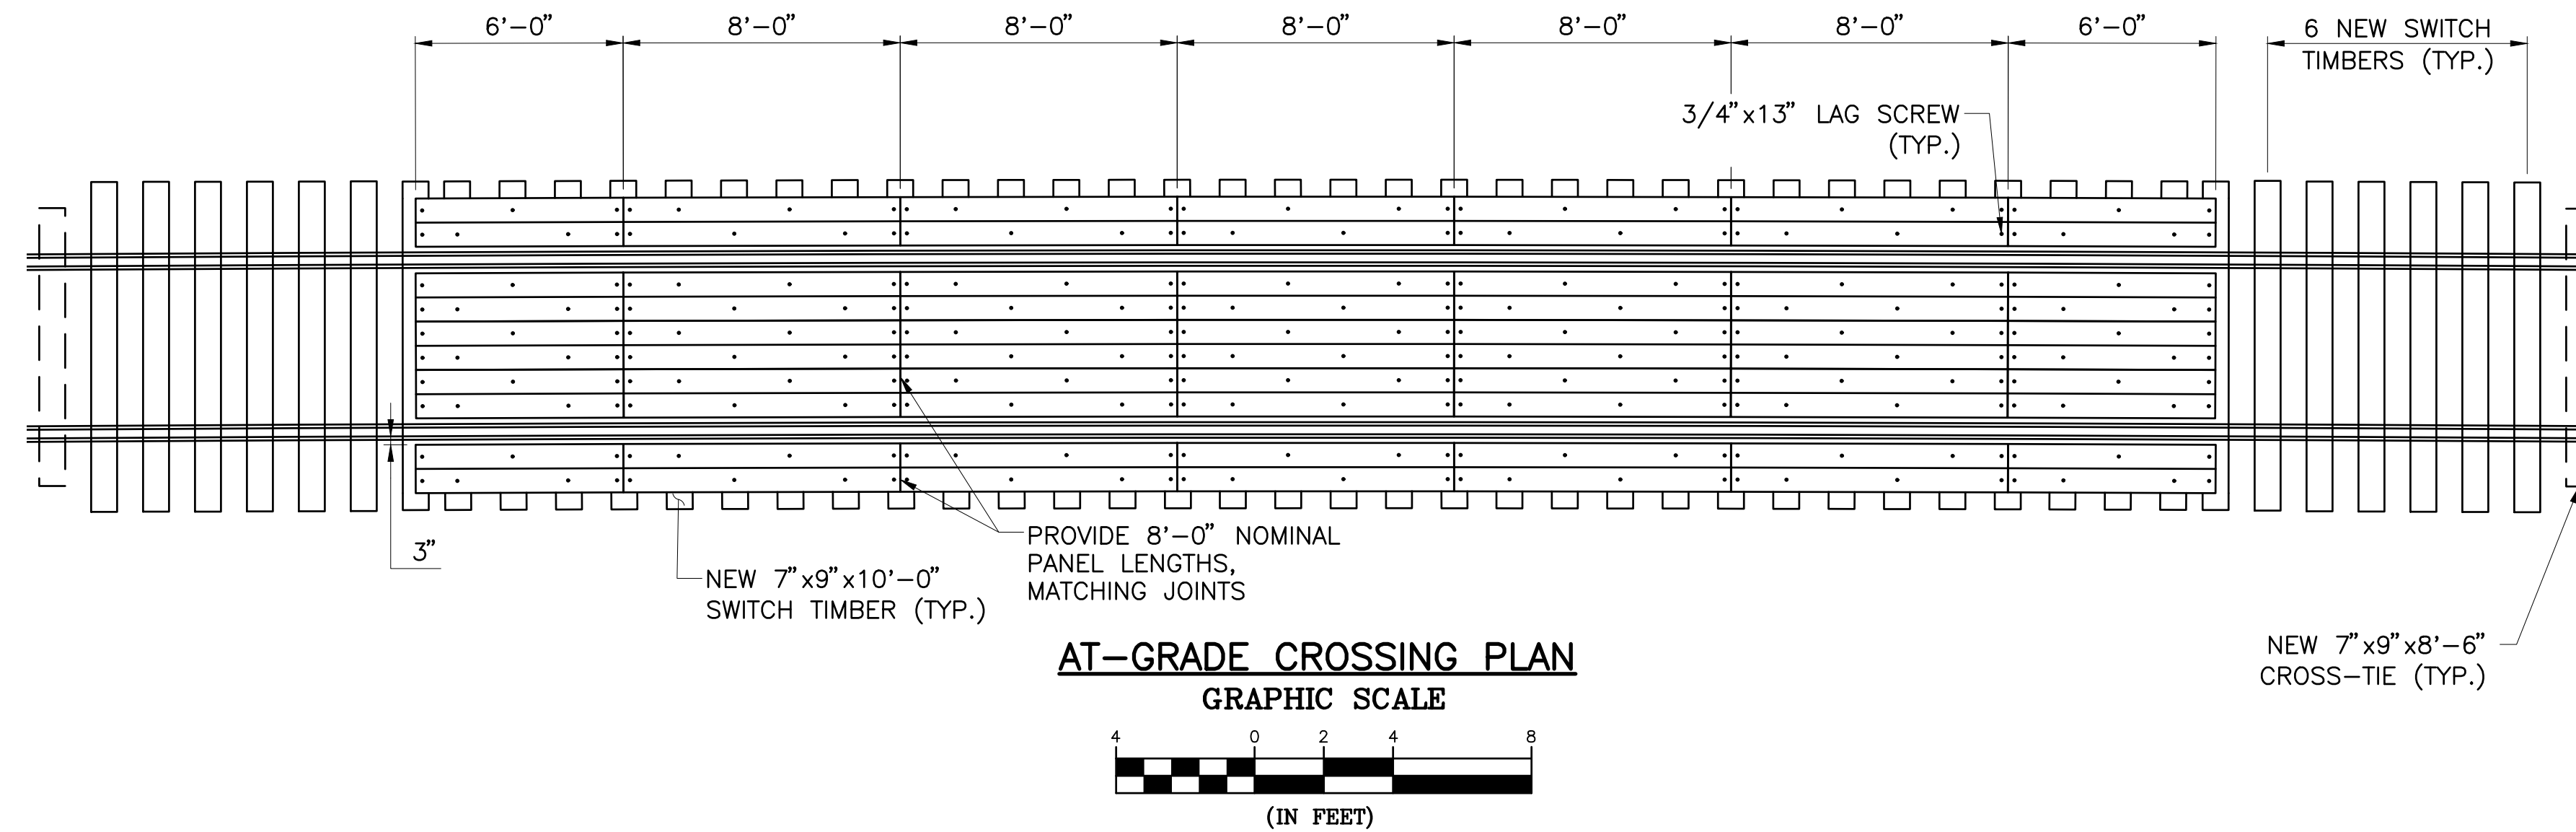 6'-0"
8'-0"
8'-0"
8'-0"
8'-0"
8'-0"
6'-0"
6 NEW SWITCH
TIMBERS (TYP.)
3/4"x13" LAG SCREW
(TYP.)
3"
NEW 7"x9"x10'-0"
SWITCH TIMBER (TYP.)
PROVIDE 8'-0" NOMINAL
PANEL LENGTHS,
MATCHING JOINTS
NEW 7"x9"x8'-6"
CROSS-TIE (TYP.)
AT-GRADE CROSSING PLAN
GRAPHIC SCALE
4 0 2 4 8
(IN FEET)